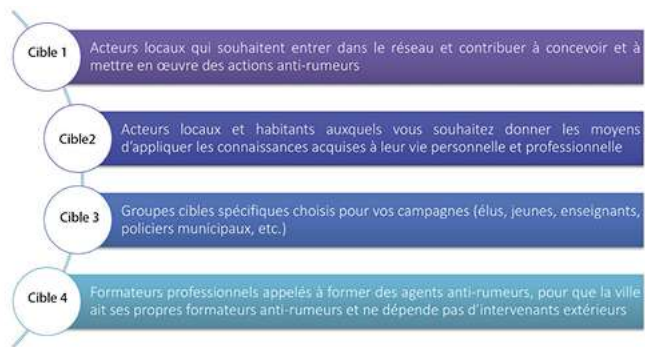 Cible 1
Acteurs locaux qui souhaitent entrer dans le réseau et contribuer à concevoir et à
mettre en œuvre des actions anti-rumeurs
Cible2
Acteurs locaux et habitants auxquels vous souhaitez donner les moyens
d'appliquer les connaissances acquises à leur vie personnelle et professionnelle
Cible 3
Groupes cibles spécifiques choisis pour vos campagnes (élus, jeunes, enseignants,
policiers municipaux, etc.)
Cible 4
Formateurs professionnels appelés à former des agents anti-rumeurs, pour que la ville
ait ses propres formateurs anti-rumeurs et ne dépende pas d'intervenants extérieurs